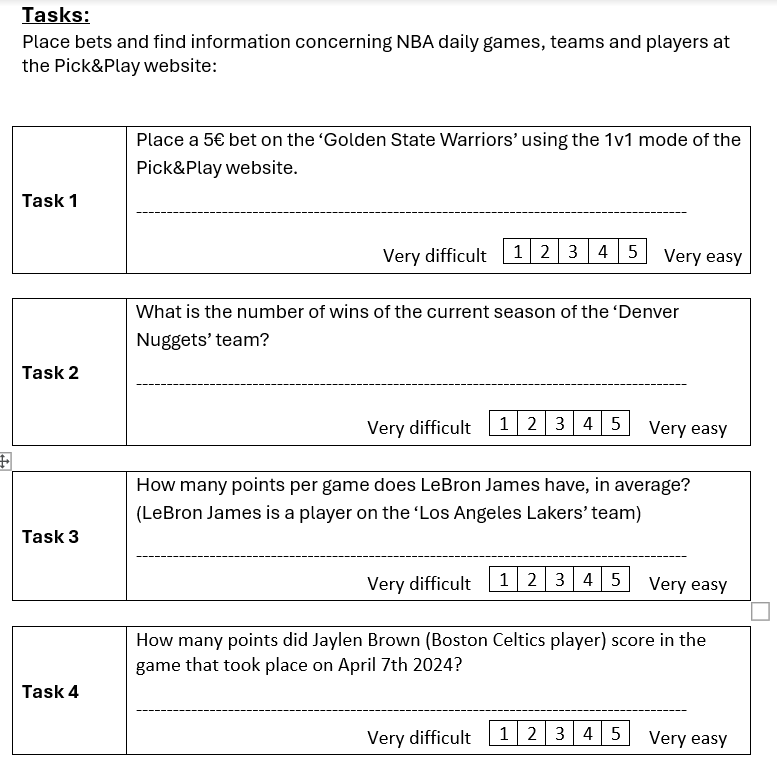 Tasks:
Place bets and find information concerning NBA daily games, teams and players at
the Pick&Play website:
Task 1
Place a 5€ bet on the ‘Golden State Warriors’ using the 1v1 mode of the
Pick&Play website.
Very difficult 1 2 3 4 5 Very easy
Task 2
What is the number of wins of the current season of the ‘Denver
Nuggets’ team?
Very difficult 1 2 3 4 5 Very easy
Task 3
How many points per game does LeBron James have, in average?
(LeBron James is a player on the ‘Los Angeles Lakers’ team)
Very difficult 1 2 3 4 5 Very easy
Task 4
How many points did Jaylen Brown (Boston Celtics player) score in the
game that took place on April 7th 2024?
Very difficult 1 2 3 4 5 Very easy